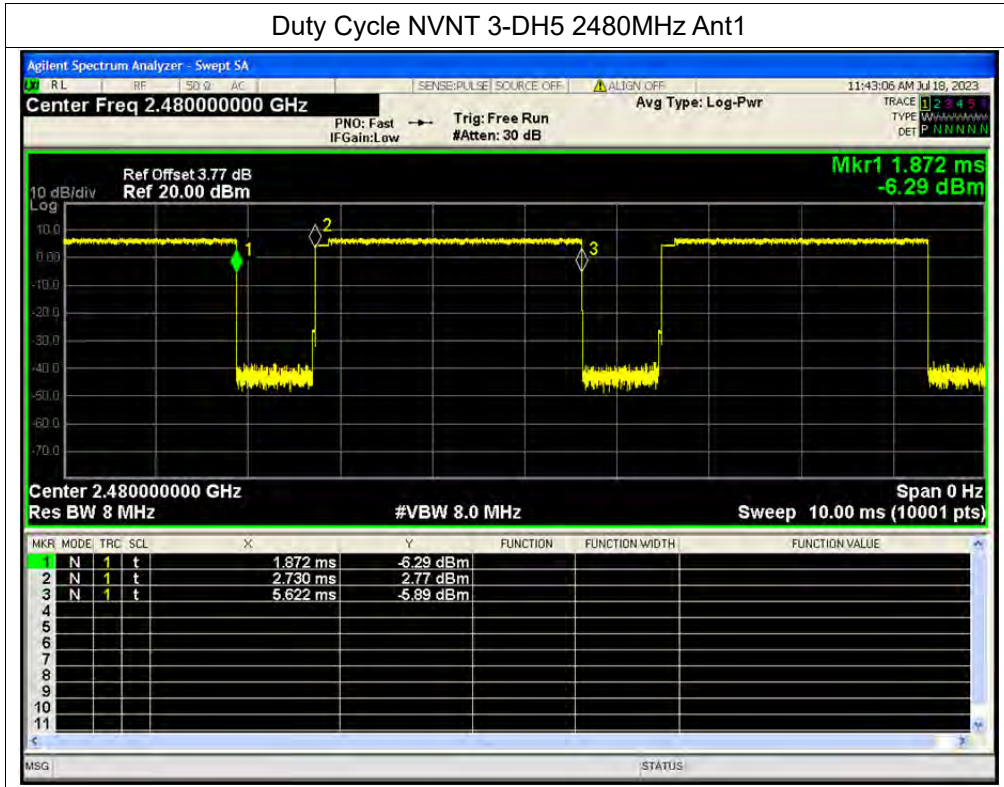 Duty Cycle NVNT 3-DH5 2480MHz Ant1
Agilent Spectrum Analyzer - Swept SA
RL RF 50 Ω AC SENSE:PULSE SOURCE OFF ALIGN OFF 11:43:06 AM Jul 18, 2023
Center Freq 2.480000000 GHz Avg Type: Log-Pwr TRACE 1 2 3 4 5 6
PNO: Fast Trig: Free Run TYPE
IFGain:Low #Atten: 30 dB DET P N N N N N
Mkr1 1.872 ms
Ref Offset 3.77 dB -6.29 dBm
10 dB/div Ref 20.00 dBm
Log
10.0
0.00
-10.0
-20.0
-30.0
-40.0
-50.0
-60.0
-70.0
1
2
3
Center 2.480000000 GHz Span 0 Hz
Res BW 8 MHz #VBW 8.0 MHz Sweep 10.00 ms (10001 pts)
MKR MODE TRC SCL X Y FUNCTION FUNCTION WIDTH FUNCTION VALUE
1 N 1 t 1.872 ms -6.29 dBm
2 N 1 t 2.730 ms 2.77 dBm
3 N 1 t 5.622 ms -5.89 dBm
4
5
6
7
8
9
10
11
MSG STATUS